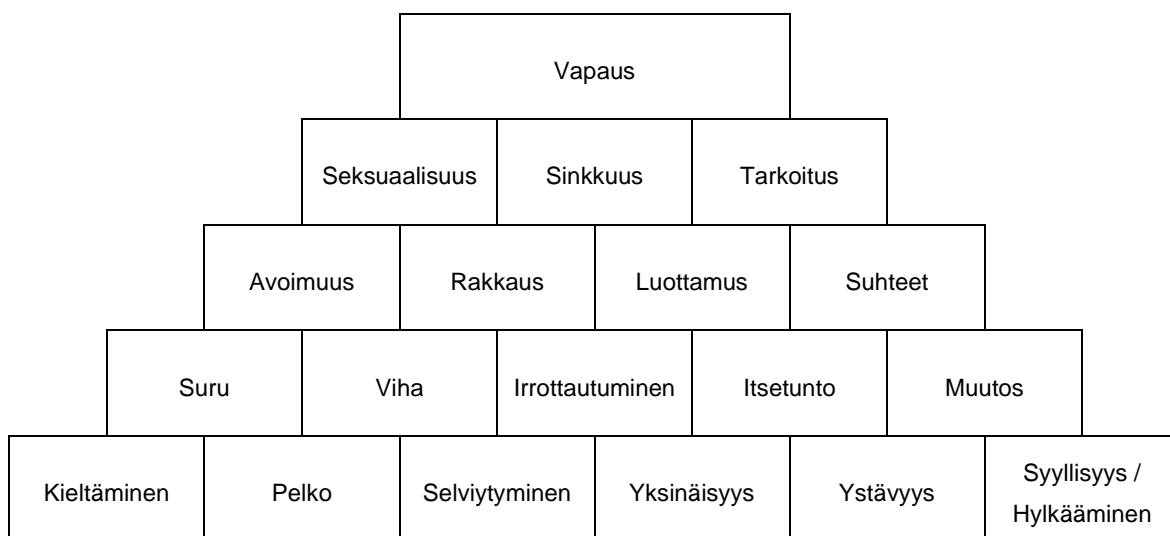 Vapaus
Seksuaalisuus Sinkkuus Tarkoitus
Avoimuus Rakkaus Luottamus Suhteet
Suru Viha Irrottautuminen Itsetunto Muutos
Kieltäminen Pelko Selviytyminen Yksinäisyys Ystävyys Syyllisyys /
Hylkääminen